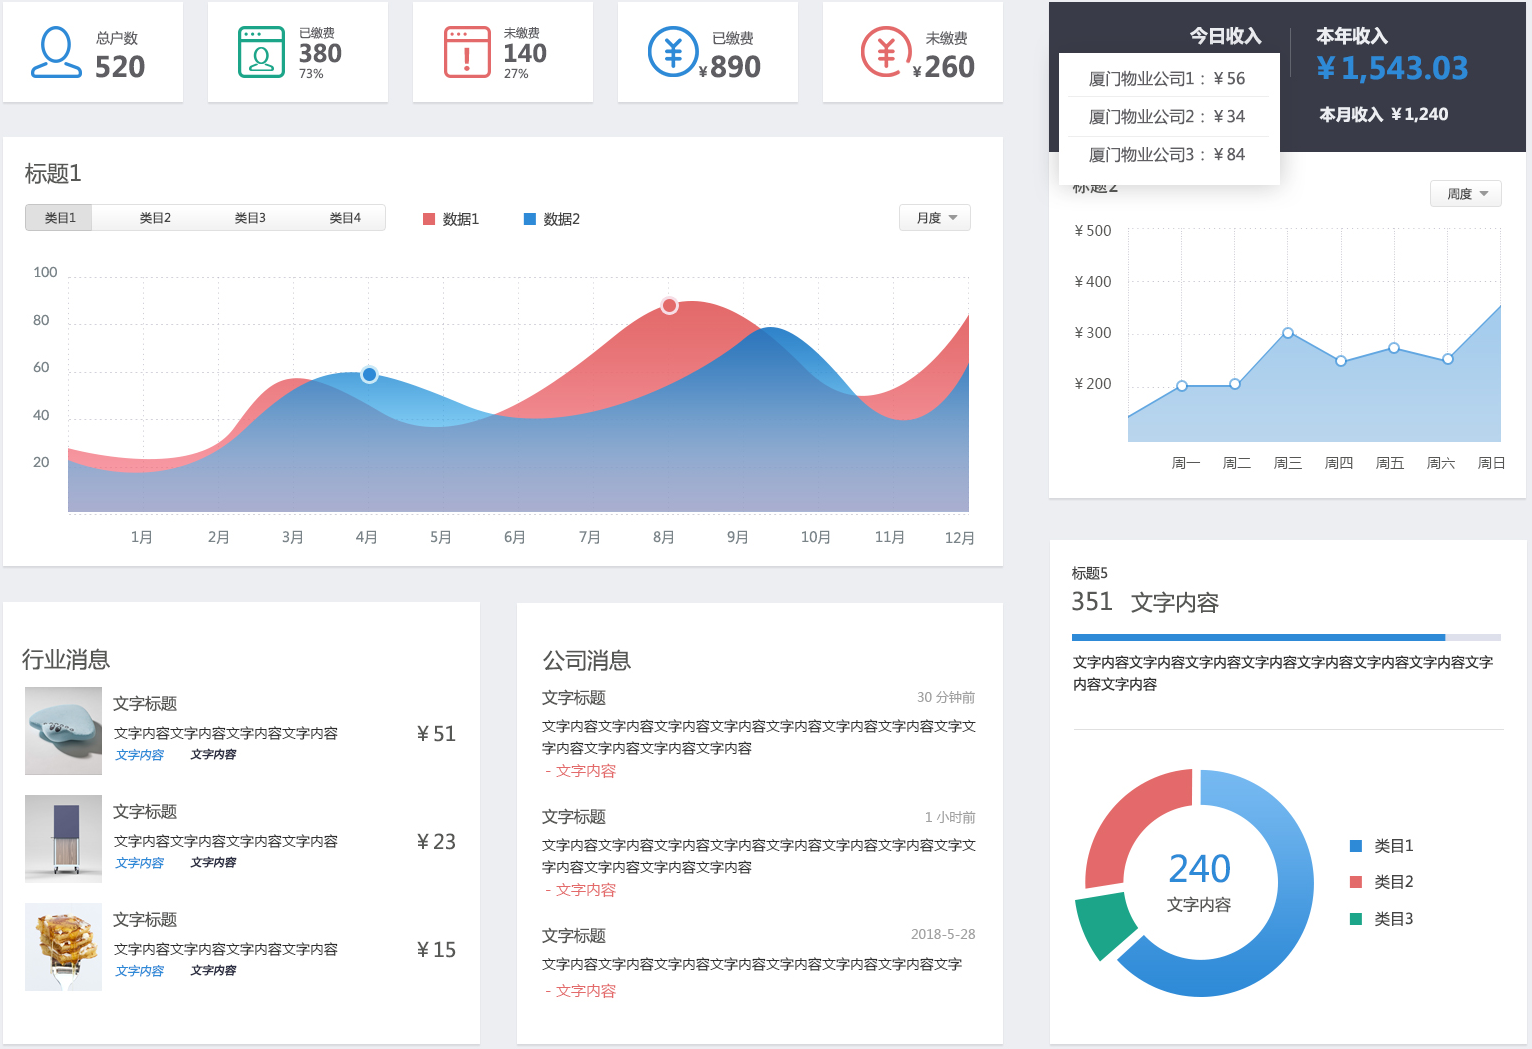 总户数
520
已缴费
380
73%
未缴费
140
27%
已缴费
¥890
未缴费
¥260
今日收入
厦门物业公司1：¥56
厦门物业公司2：¥34
厦门物业公司3：¥84
本年收入
¥1,543.03
本月收入 ¥1,240
标题1
类目1 类目2 类目3 类目4
数据1 数据2
月度
100
80
60
40
20
1月 2月 3月 4月 5月 6月 7月 8月 9月 10月 11月 12月
标题2
周度
¥500
¥400
¥300
¥200
周一 周二 周三 周四 周五 周六 周日
行业消息
文字标题
文字内容文字内容文字内容文字内容
文字内容 文字内容
¥51
文字标题
文字内容文字内容文字内容文字内容
文字内容 文字内容
¥23
文字标题
文字内容文字内容文字内容文字内容
文字内容 文字内容
¥15
公司消息
文字标题 30 分钟前
文字内容文字内容文字内容文字内容文字内容文字内容文字内容文字文
字内容文字内容文字内容文字内容
- 文字内容
文字标题 1 小时前
文字内容文字内容文字内容文字内容文字内容文字内容文字内容文字文
字内容文字内容文字内容文字内容
- 文字内容
文字标题 2018-5-28
文字内容文字内容文字内容文字内容文字内容文字内容文字内容文字
- 文字内容
标题5
351 文字内容
文字内容文字内容文字内容文字内容文字内容文字内容文字内容文字
内容文字内容
240
文字内容
类目1
类目2
类目3